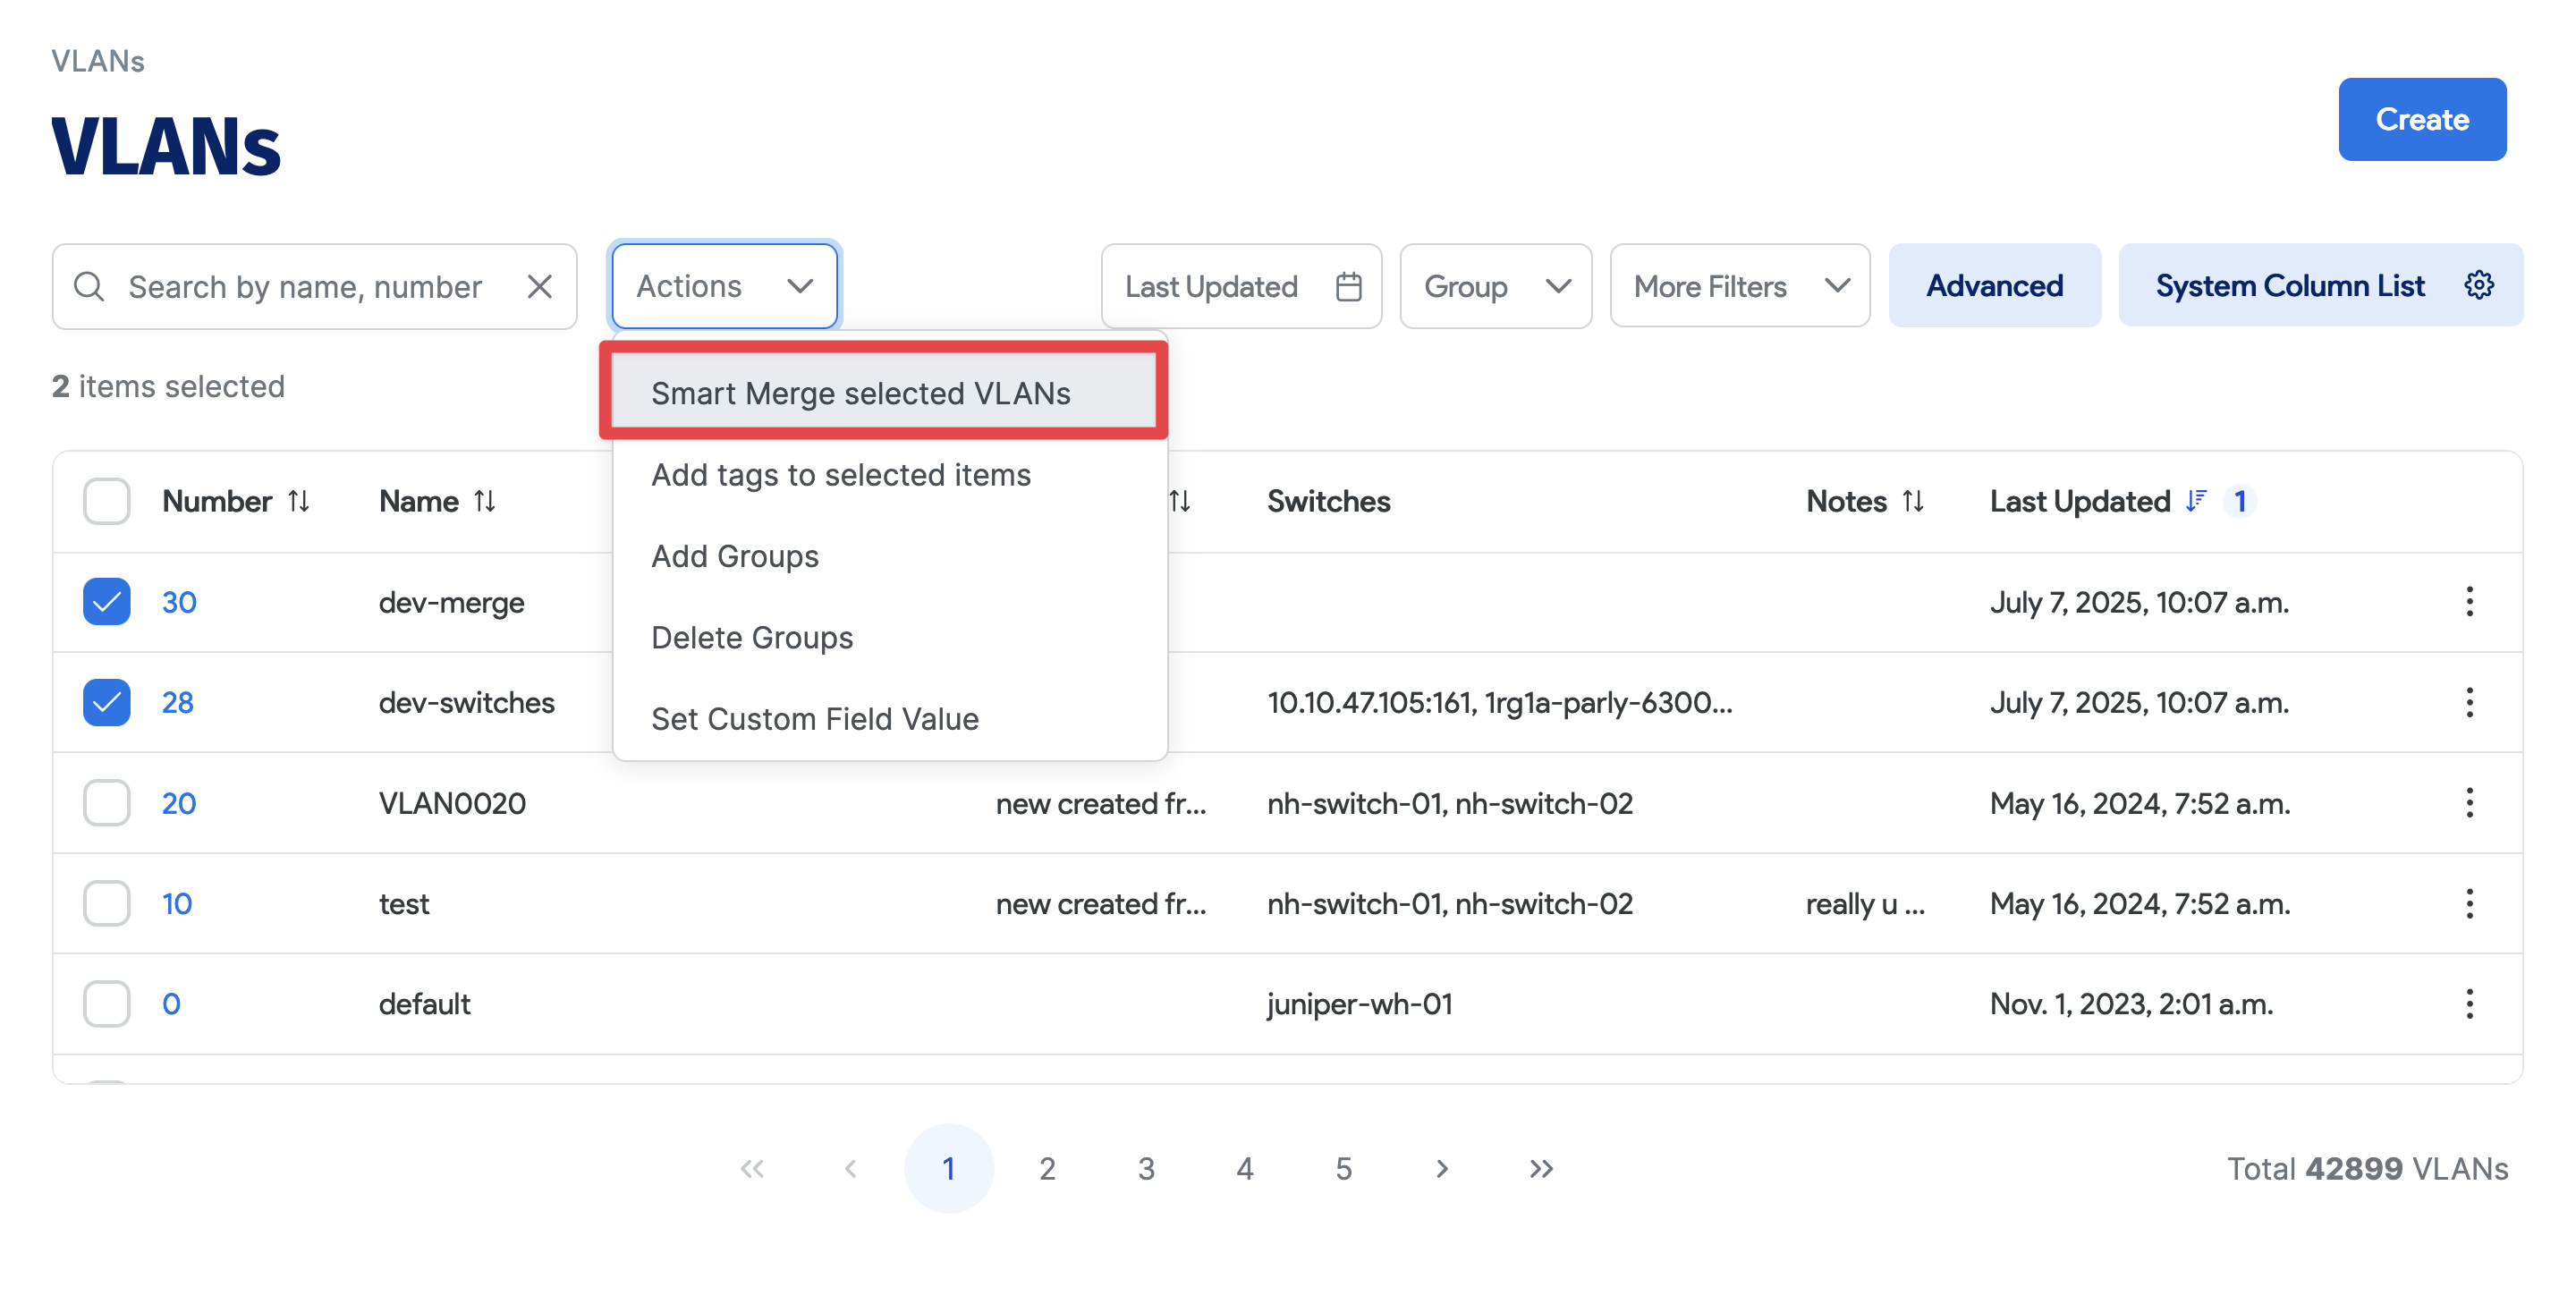 VLANs
VLANs
Create
Search by name, number
Actions
Last Updated
Group
More Filters
Advanced
System Column List
2 items selected
Smart Merge selected VLANs
Add tags to selected items
Add Groups
Delete Groups
Set Custom Field Value
Number Name Switches Notes Last Updated 1
30 dev-merge July 7, 2025, 10:07 a.m.
28 dev-switches 10.10.47.105:161, 1rg1a-parly-6300... July 7, 2025, 10:07 a.m.
20 VLAN0020 new created fr... nh-switch-01, nh-switch-02 May 16, 2024, 7:52 a.m.
10 test new created fr... nh-switch-01, nh-switch-02 really u ... May 16, 2024, 7:52 a.m.
0 default juniper-wh-01 Nov. 1, 2023, 2:01 a.m.
1 2 3 4 5
Total 42899 VLANs